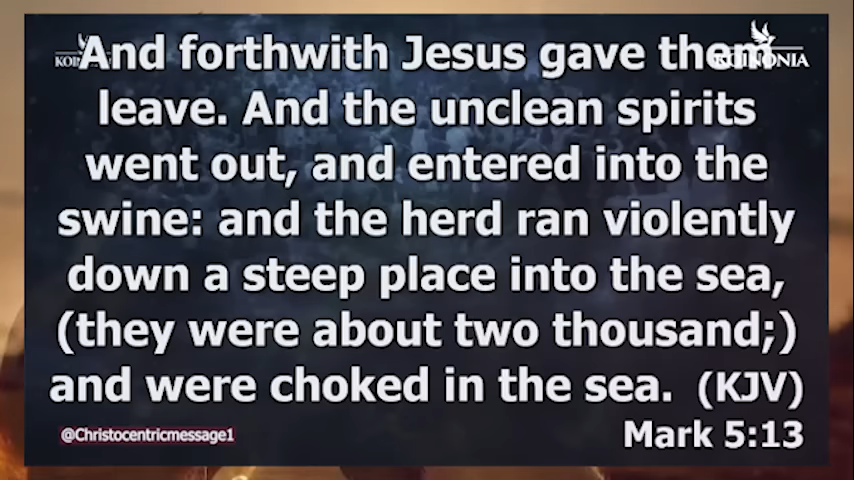 And forthwith Jesus gave them
leave. And the unclean spirits
went out, and entered into the
swine: and the herd ran violently
down a steep place into the sea,
(they were about two thousand;)
and were choked in the sea. (KJV)
Mark 5:13
@Christocentricmessage1
KOINONIA